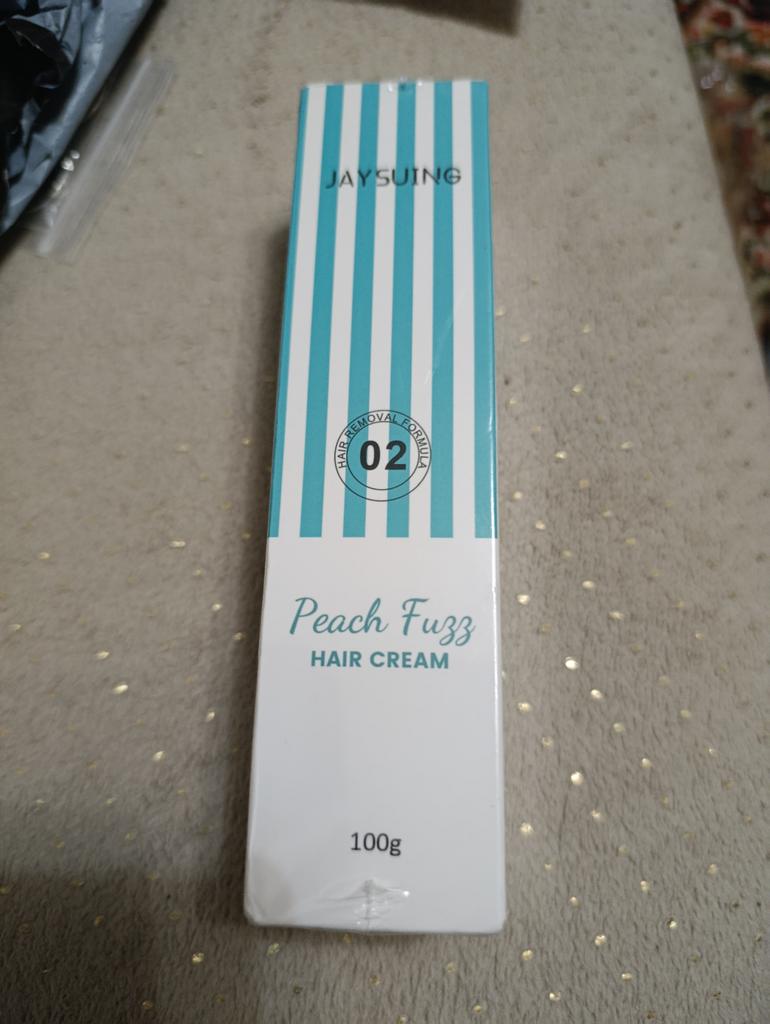 JAYSUING
HAIR REMOVAL FORMULA
02
Peach Fuzz
HAIR CREAM
100g